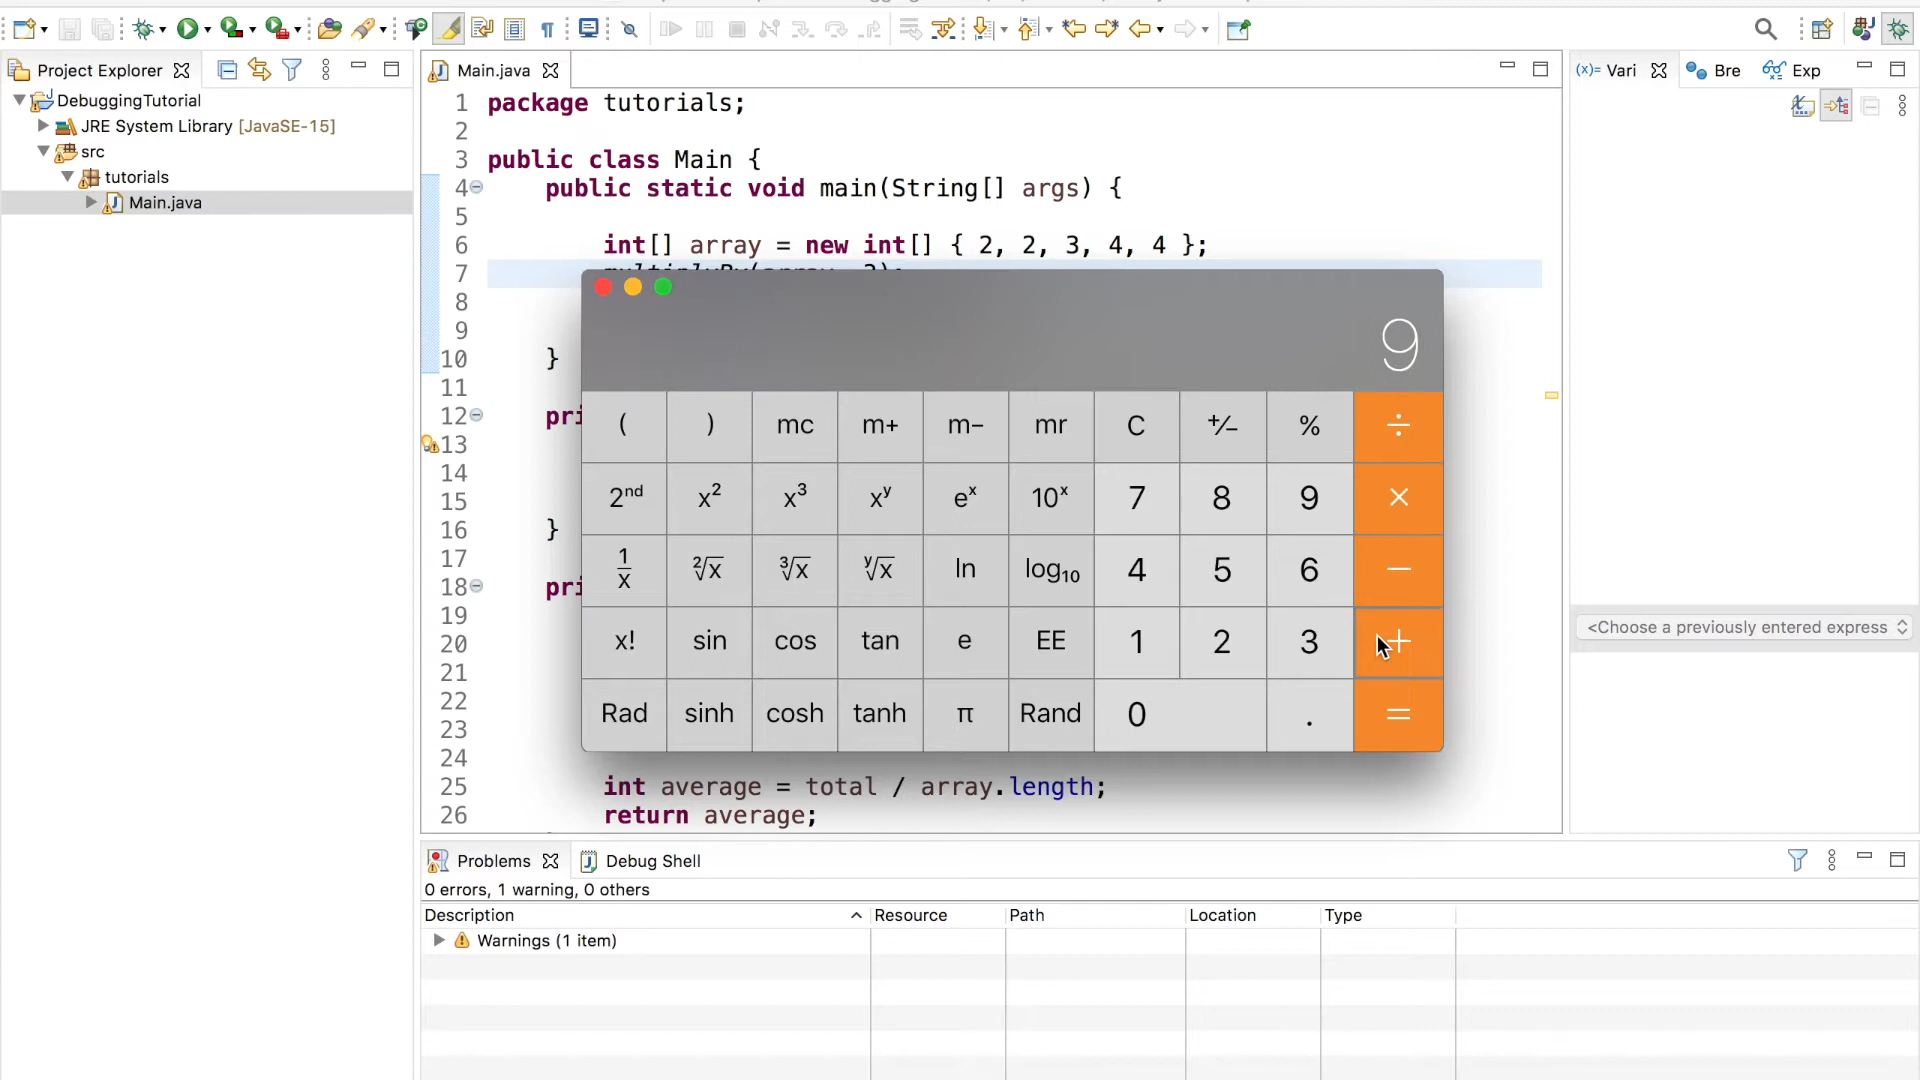 Project Explorer
DebuggingTutorial
JRE System Library [JavaSE-15]
src
tutorials
Main.java
Main.java
1 package tutorials;
2
3 public class Main {
4 public static void main(String[] args) {
5
6 int[] array = new int[] { 2, 2, 3, 4, 4 };
7
8
9
10 }
11
12 pri
13
14
15
16 }
17
18 pri
19
20
21
22
23
24
25 int average = total / array.length;
26 return average;
9
( ) mc m+ m− mr C +/− % ÷
2nd x² x³ xʸ eˣ 10ˣ 7 8 9 ×
1/x ²√x ³√x ʸ√x ln log₁₀ 4 5 6 −
x! sin cos tan e EE 1 2 3 +
Rad sinh cosh tanh π Rand 0 . =
(x)= Vari Bre Exp
<Choose a previously entered express
Problems Debug Shell
0 errors, 1 warning, 0 others
Description Resource Path Location Type
Warnings (1 item)